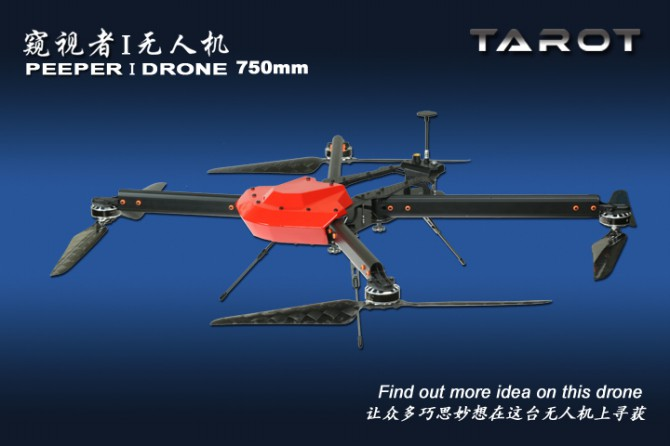 窥视者I无人机
TAROT
PEEPER I DRONE 750mm
Find out more idea on this drone
让众多巧思妙想在这台无人机上寻获